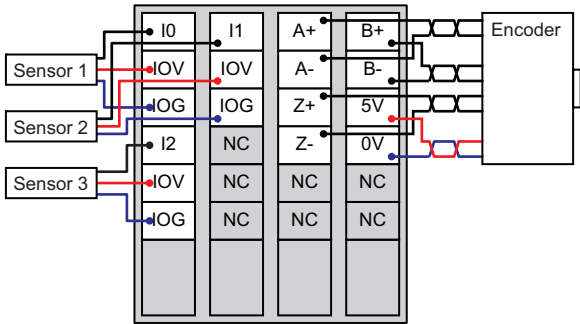 I0 I1 A+ B+ Encoder
Sensor 1 IOV IOV A- B-
IOG IOG Z+ 5V
Sensor 2
I2 NC Z- 0V
Sensor 3 IOV NC NC NC
IOG NC NC NC